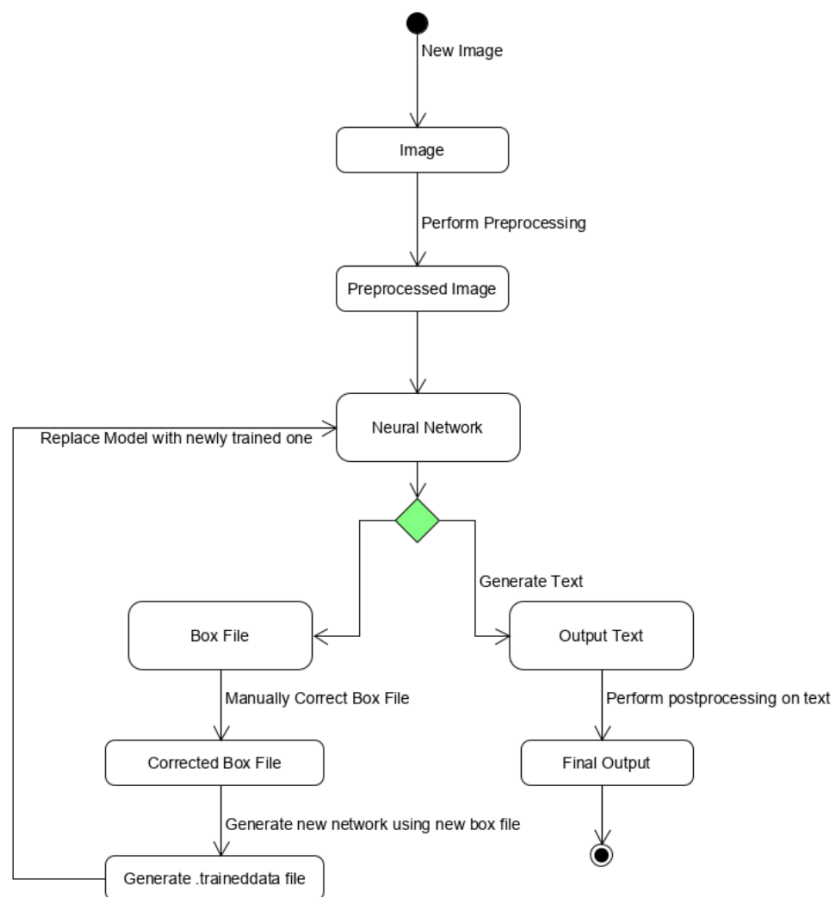 New Image
Image
Perform Preprocessing
Preprocessed Image
Neural Network
Replace Model with newly trained one
Generate Text
Box File
Output Text
Manually Correct Box File
Perform postprocessing on text
Corrected Box File
Final Output
Generate new network using new box file
Generate .traineddata file